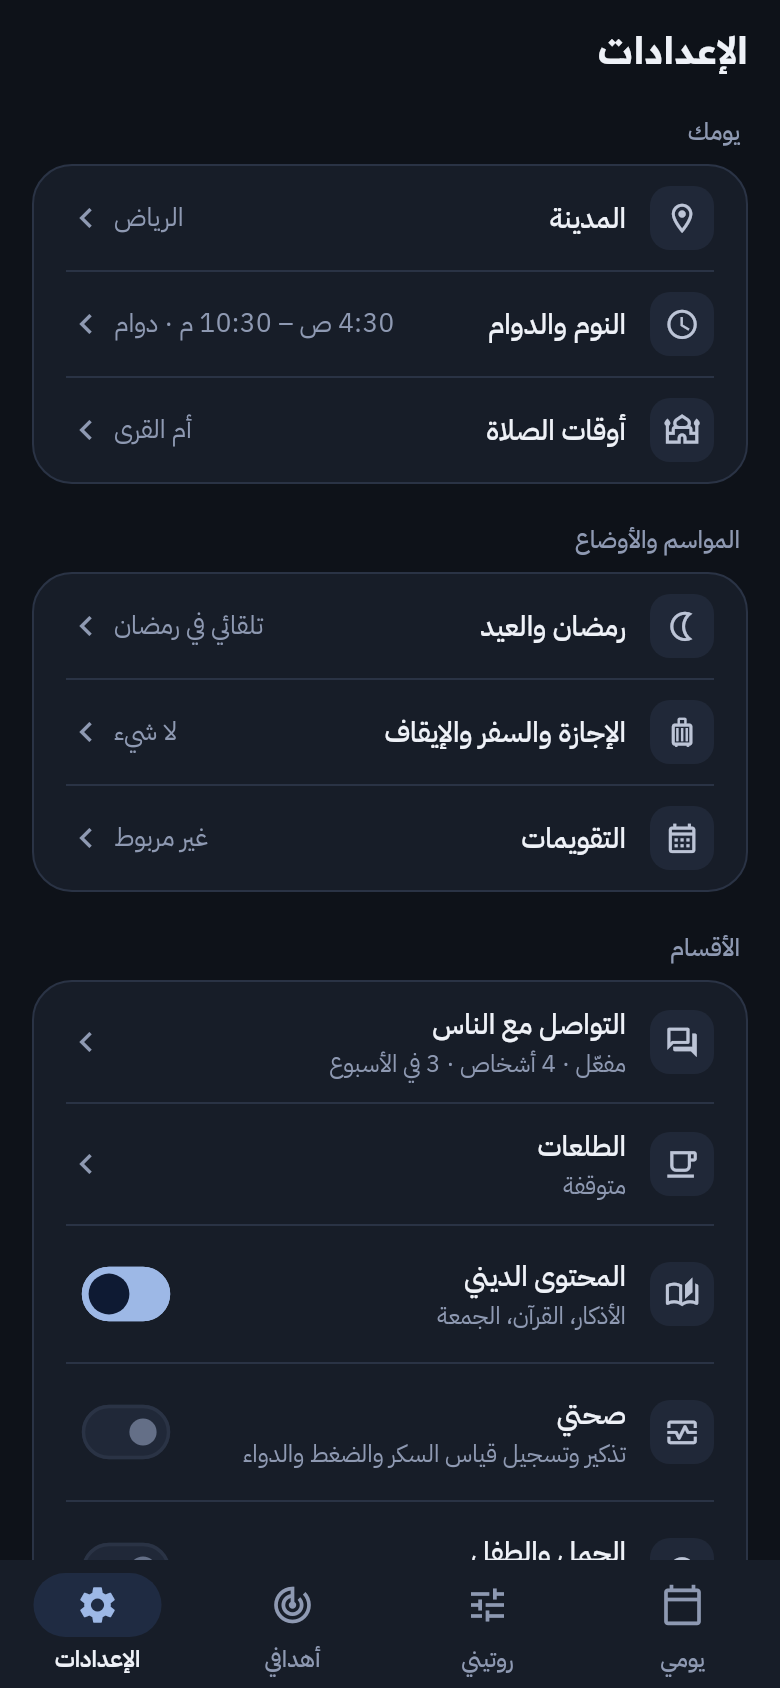 الإعدادات
يومك
المدينة
الرياض
النوم والدوام
4:30 ص – 10:30 م · دوام
أوقات الصلاة
أم القرى
المواسم والأوضاع
رمضان والعيد
تلقائي في رمضان
الإجازة والسفر والإيقاف
لا شيء
التقويمات
غير مربوط
الأقسام
التواصل مع الناس
مفعّل · 4 أشخاص · 3 في الأسبوع
الطلعات
متوقفة
المحتوى الديني
الأذكار، القرآن، الجمعة
صحتي
تذكير وتسجيل قياس السكر والضغط والدواء
الحمل والطفل
يومي
روتيني
أهدافي
الإعدادات